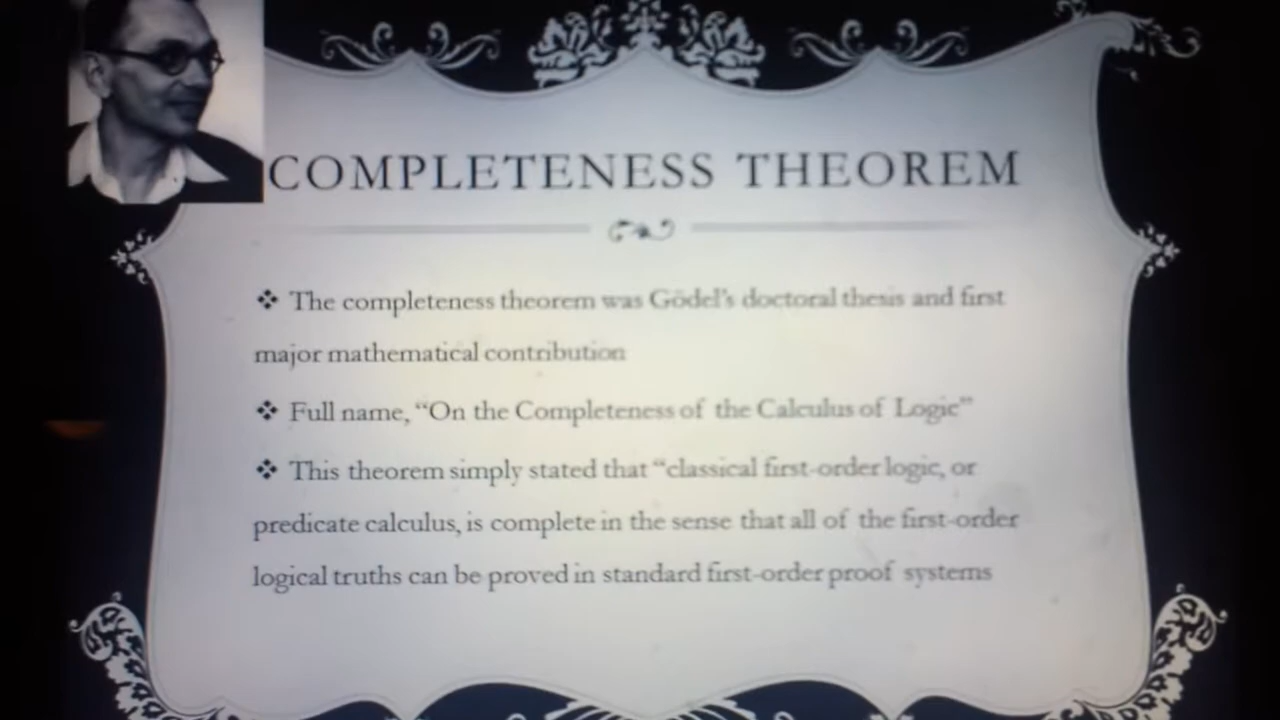 COMPLETENESS THEOREM
❖ The completeness theorem was Gödel's doctoral thesis and first
major mathematical contribution
❖ Full name, “On the Completeness of the Calculus of Logic”
❖ This theorem simply stated that “classical first-order logic, or
predicate calculus, is complete in the sense that all of the first-order
logical truths can be proved in standard first-order proof systems